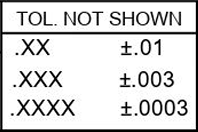 TOL. NOT SHOWN
.XX ±.01
.XXX ±.003
.XXXX ±.0003